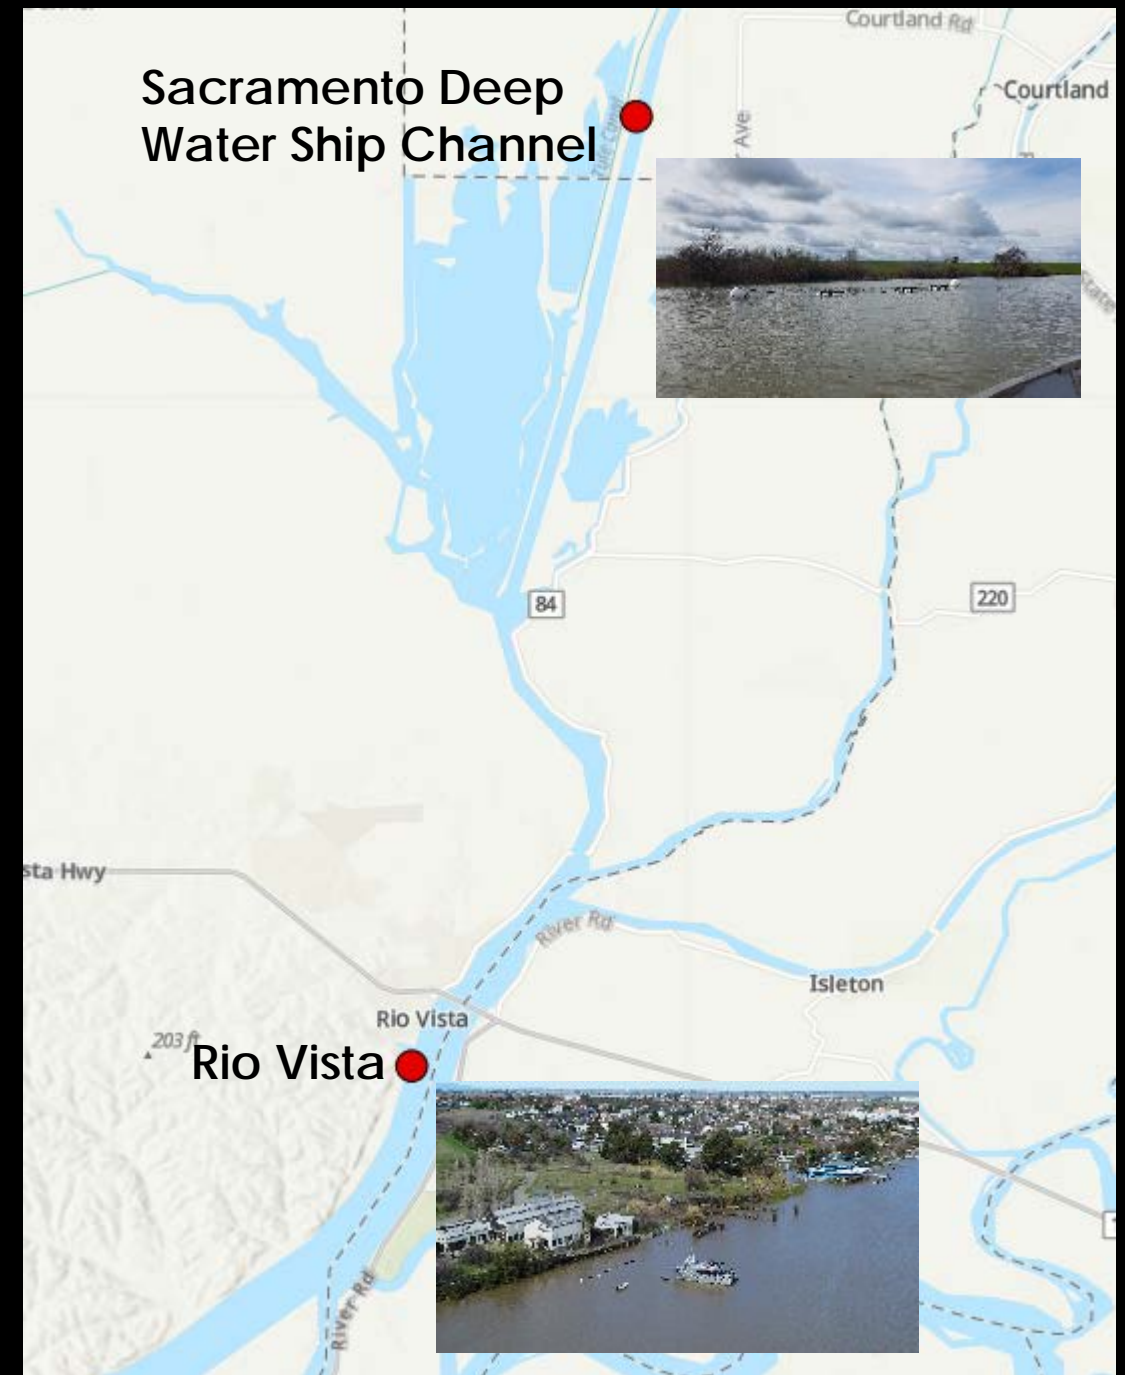 Courtland Rd
Sacramento Deep
Water Ship Channel
Courtland
Ave
State
84
220
sta Hwy
River Rd
Isleton
Rio Vista
203 ft
Rio Vista
River Rd